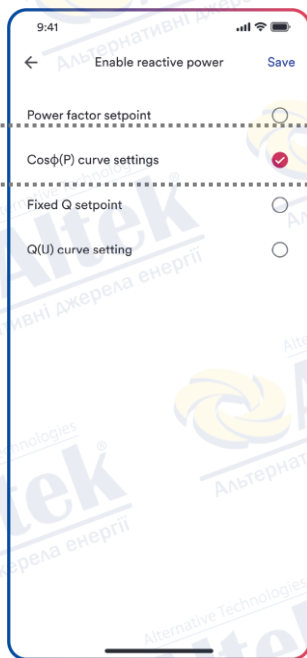 9:41
Enable reactive power
Save
Power factor setpoint
Cosϕ(P) curve settings
Fixed Q setpoint
Q(U) curve setting
Альтернативні джерела
Altek®
Alternative Technologies
джерела енергії